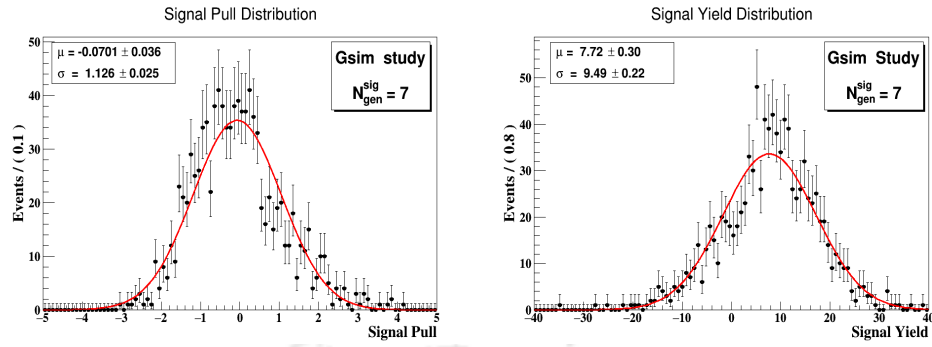 Signal Pull Distribution
Events / ( 0.1 )
50
40
30
20
10
0
μ = -0.0701 ± 0.036
σ = 1.126 ± 0.025
Gsim study
N^sig_gen = 7
−5 −4 −3 −2 −1 0 1 2 3 4 5
Signal Pull
Signal Yield Distribution
Events / ( 0.8 )
50
40
30
20
10
0
μ = 7.72 ± 0.30
σ = 9.49 ± 0.22
Gsim study
N^sig_gen = 7
−40 −30 −20 −10 0 10 20 30 40
Signal Yield